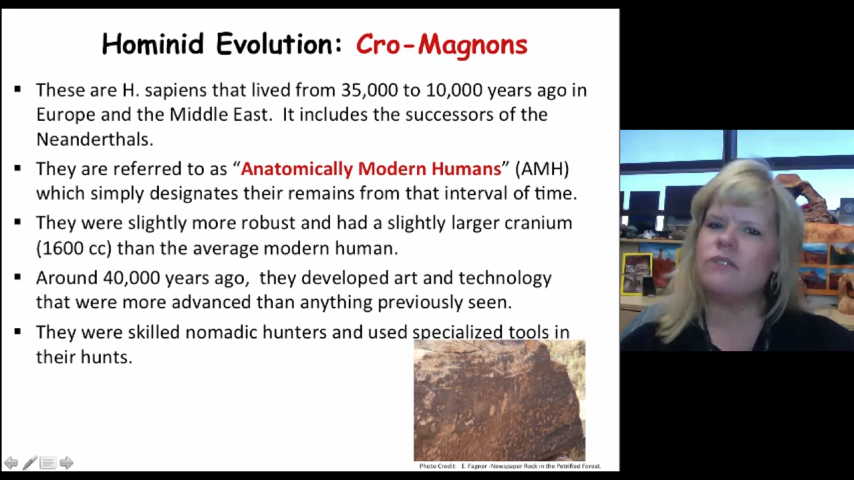 Hominid Evolution: Cro-Magnons
▪ These are H. sapiens that lived from 35,000 to 10,000 years ago in
Europe and the Middle East. It includes the successors of the
Neanderthals.
▪ They are referred to as “Anatomically Modern Humans” (AMH)
which simply designates their remains from that interval of time.
▪ They were slightly more robust and had a slightly larger cranium
(1600 cc) than the average modern human.
▪ Around 40,000 years ago, they developed art and technology
that were more advanced than anything previously seen.
▪ They were skilled nomadic hunters and used specialized tools in
their hunts.
Photo Credit: E. Fagner -Newspaper Rock in the Petrified Forest.